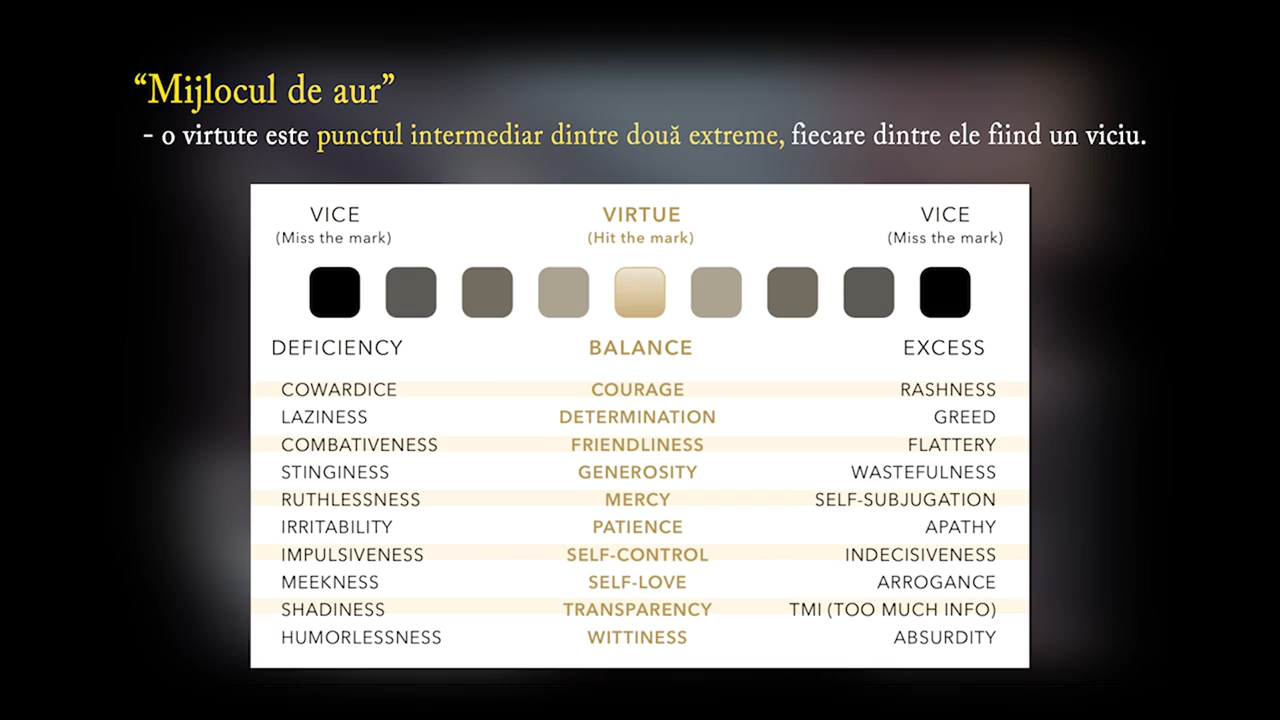 “Mijlocul de aur”
- o virtute este punctul intermediar dintre două extreme, fiecare dintre ele fiind un viciu.
VICE VIRTUE VICE
(Miss the mark) (Hit the mark) (Miss the mark)
DEFICIENCY BALANCE EXCESS
COWARDICE COURAGE RASHNESS
LAZINESS DETERMINATION GREED
COMBATIVENESS FRIENDLINESS FLATTERY
STINGINESS GENEROSITY WASTEFULNESS
RUTHLESSNESS MERCY SELF-SUBJUGATION
IRRITABILITY PATIENCE APATHY
IMPULSIVENESS SELF-CONTROL INDECISIVENESS
MEEKNESS SELF-LOVE ARROGANCE
SHADINESS TRANSPARENCY TMI (TOO MUCH INFO)
HUMORLESSNESS WITTINESS ABSURDITY